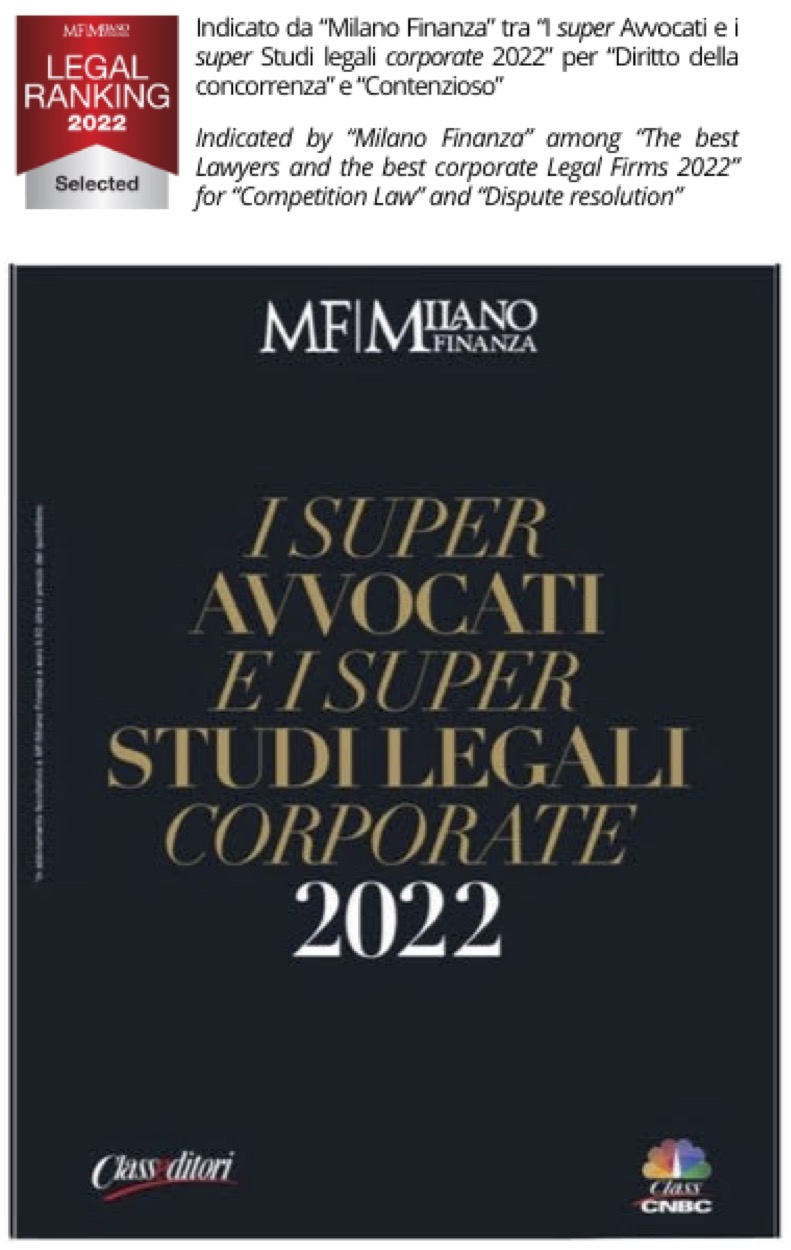 MF|MILANO FINANZA
LEGAL
RANKING
2022
Selected
Indicato da “Milano Finanza” tra “I super Avvocati e i
super Studi legali corporate 2022” per “Diritto della
concorrenza” e “Contenzioso”
Indicated by “Milano Finanza” among “The best
Lawyers and the best corporate Legal Firms 2022”
for “Competition Law” and “Dispute resolution”
MF|MILANO
FINANZA
I SUPER
AVVOCATI
E I SUPER
STUDI LEGALI
CORPORATE
2022
ClassEditori
Class
CNBC